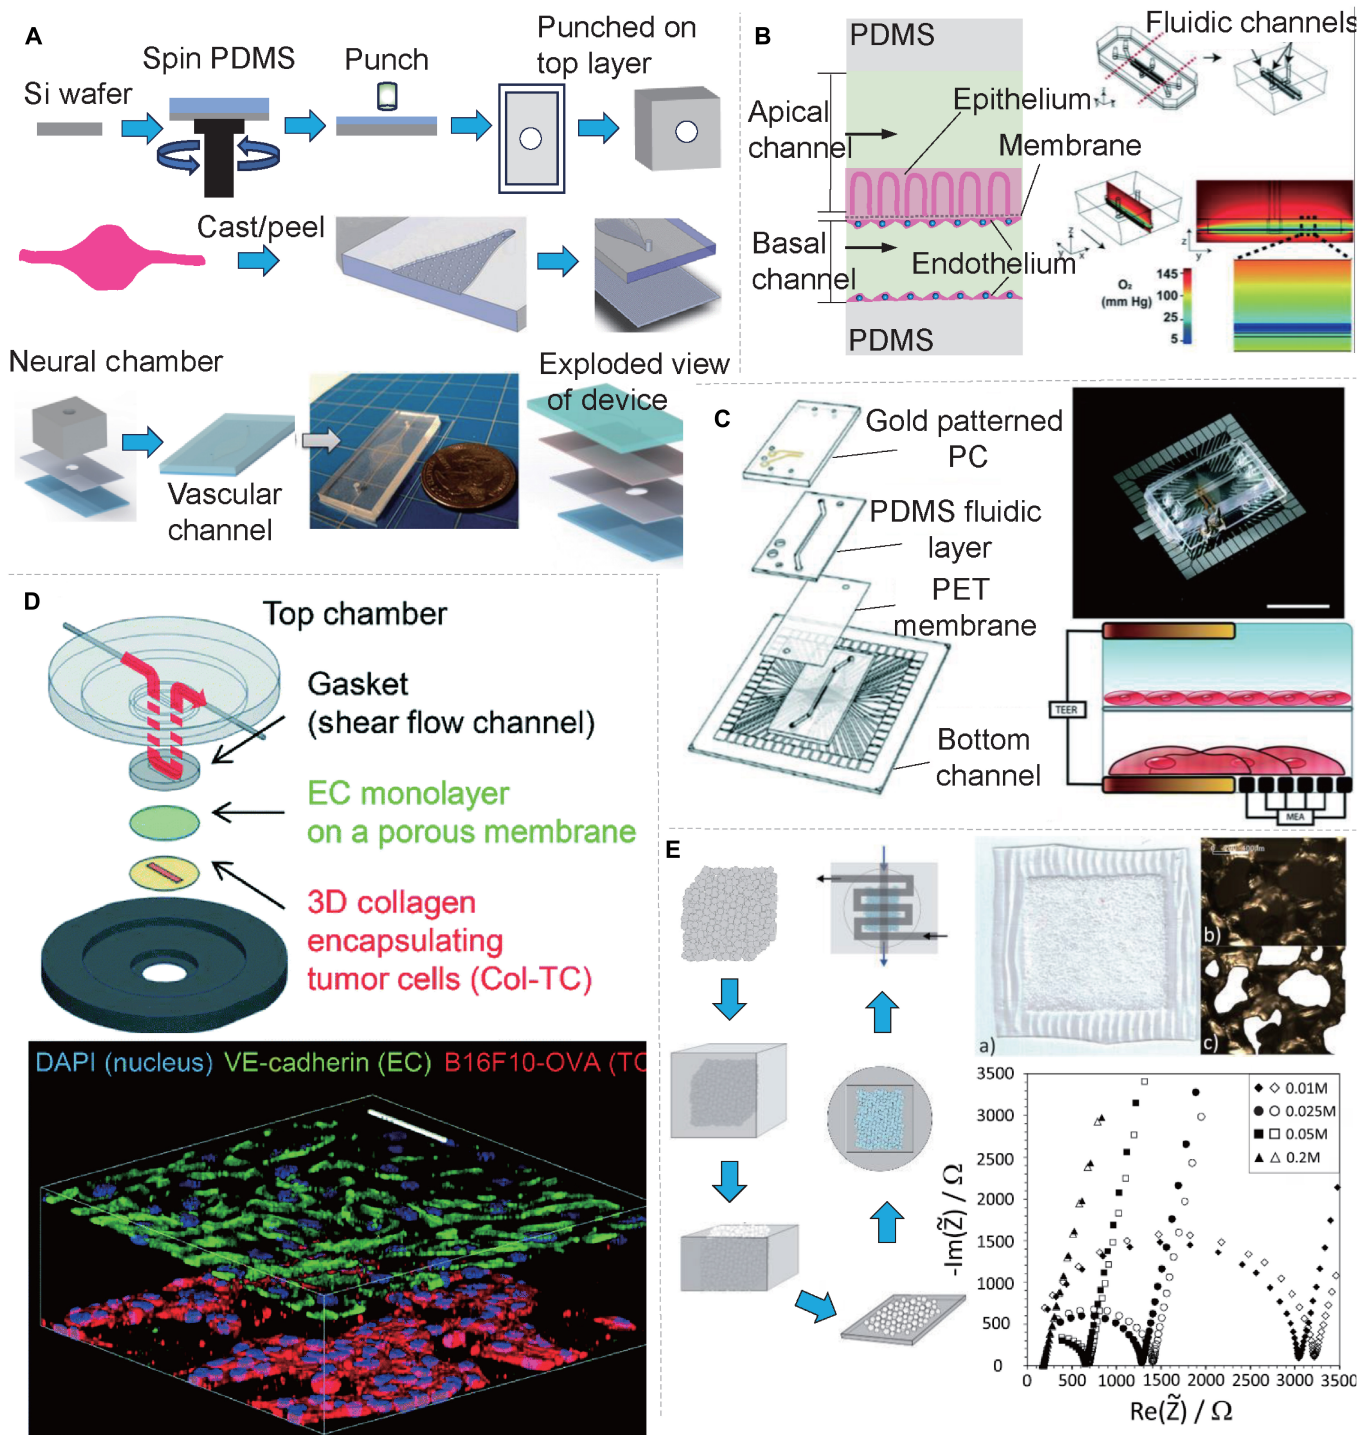 A
Si wafer
Spin PDMS
Punch
Punched on
top layer
Cast/peel
Neural chamber
Vascular
channel
Exploded view
of device
B
PDMS
Apical
channel
Epithelium
Membrane
Basal
channel
Endothelium
PDMS
Fluidic channels
z
y
x
z
y
O₂
(mm Hg)
145
100
25
5
C
Gold patterned
PC
PDMS fluidic
layer
PET
membrane
Bottom
channel
TEER
MEA
D
Top chamber
Gasket
(shear flow channel)
EC monolayer
on a porous membrane
3D collagen
encapsulating
tumor cells (Col-TC)
DAPI (nucleus) VE-cadherin (EC) B16F10-OVA (TC
E
a)
b)
c)
-Im(Z̃) / Ω
3500
3000
2500
2000
1500
1000
500
0
0 500 1000 1500 2000 2500 3000 3500
Re(Z̃) / Ω
0.01M
0.025M
0.05M
0.2M